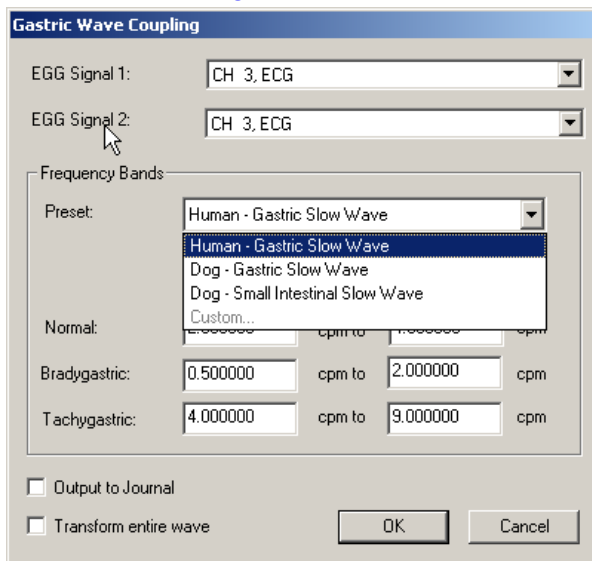 Gastric Wave Coupling
EGG Signal 1: CH 3, ECG
EGG Signal 2: CH 3, ECG
Frequency Bands
Preset: Human - Gastric Slow Wave
Human - Gastric Slow Wave
Dog - Gastric Slow Wave
Dog - Small Intestinal Slow Wave
Custom...
Normal: cpm to cpm
Bradygastric: 0.500000 cpm to 2.000000 cpm
Tachygastric: 4.000000 cpm to 9.000000 cpm
Output to Journal
Transform entire wave OK Cancel